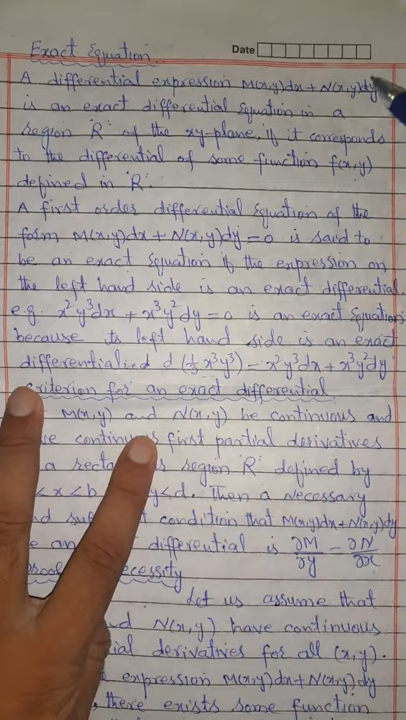 Exact Equation.
Date
A differential expression M(x,y)dx + N(x,y)dy
is an exact differential Equation in a
region 'R' of the xy-plane, if it corresponds
to the differential of some function f(x,y)
defined in 'R'.
A first order differential Equation of the
form M(x,y)dx + N(x,y)dy = 0 is said to
be an exact Equation if the expression on
the left hand side is an exact differential.
e.g. x²y³dx + x³y²dy = 0 is an exact Equation
because its left hand side is an exact
differential i.e d(⅓x³y³) = x²y³dx + x³y²dy
criterion for an exact differential
M(x,y) and N(x,y) be continuous and
continuous first partial derivatives
a region 'R' defined by
< x < b y < d. Then a necessary
condition that M(x,y)dx + N(x,y)dy
an differential is ∂M/∂y = ∂N/∂x
Let us assume that
N(x,y) have continuous
derivatives for all (x,y).
expression M(x,y)dx + N(x,y)dy
, there exists some function